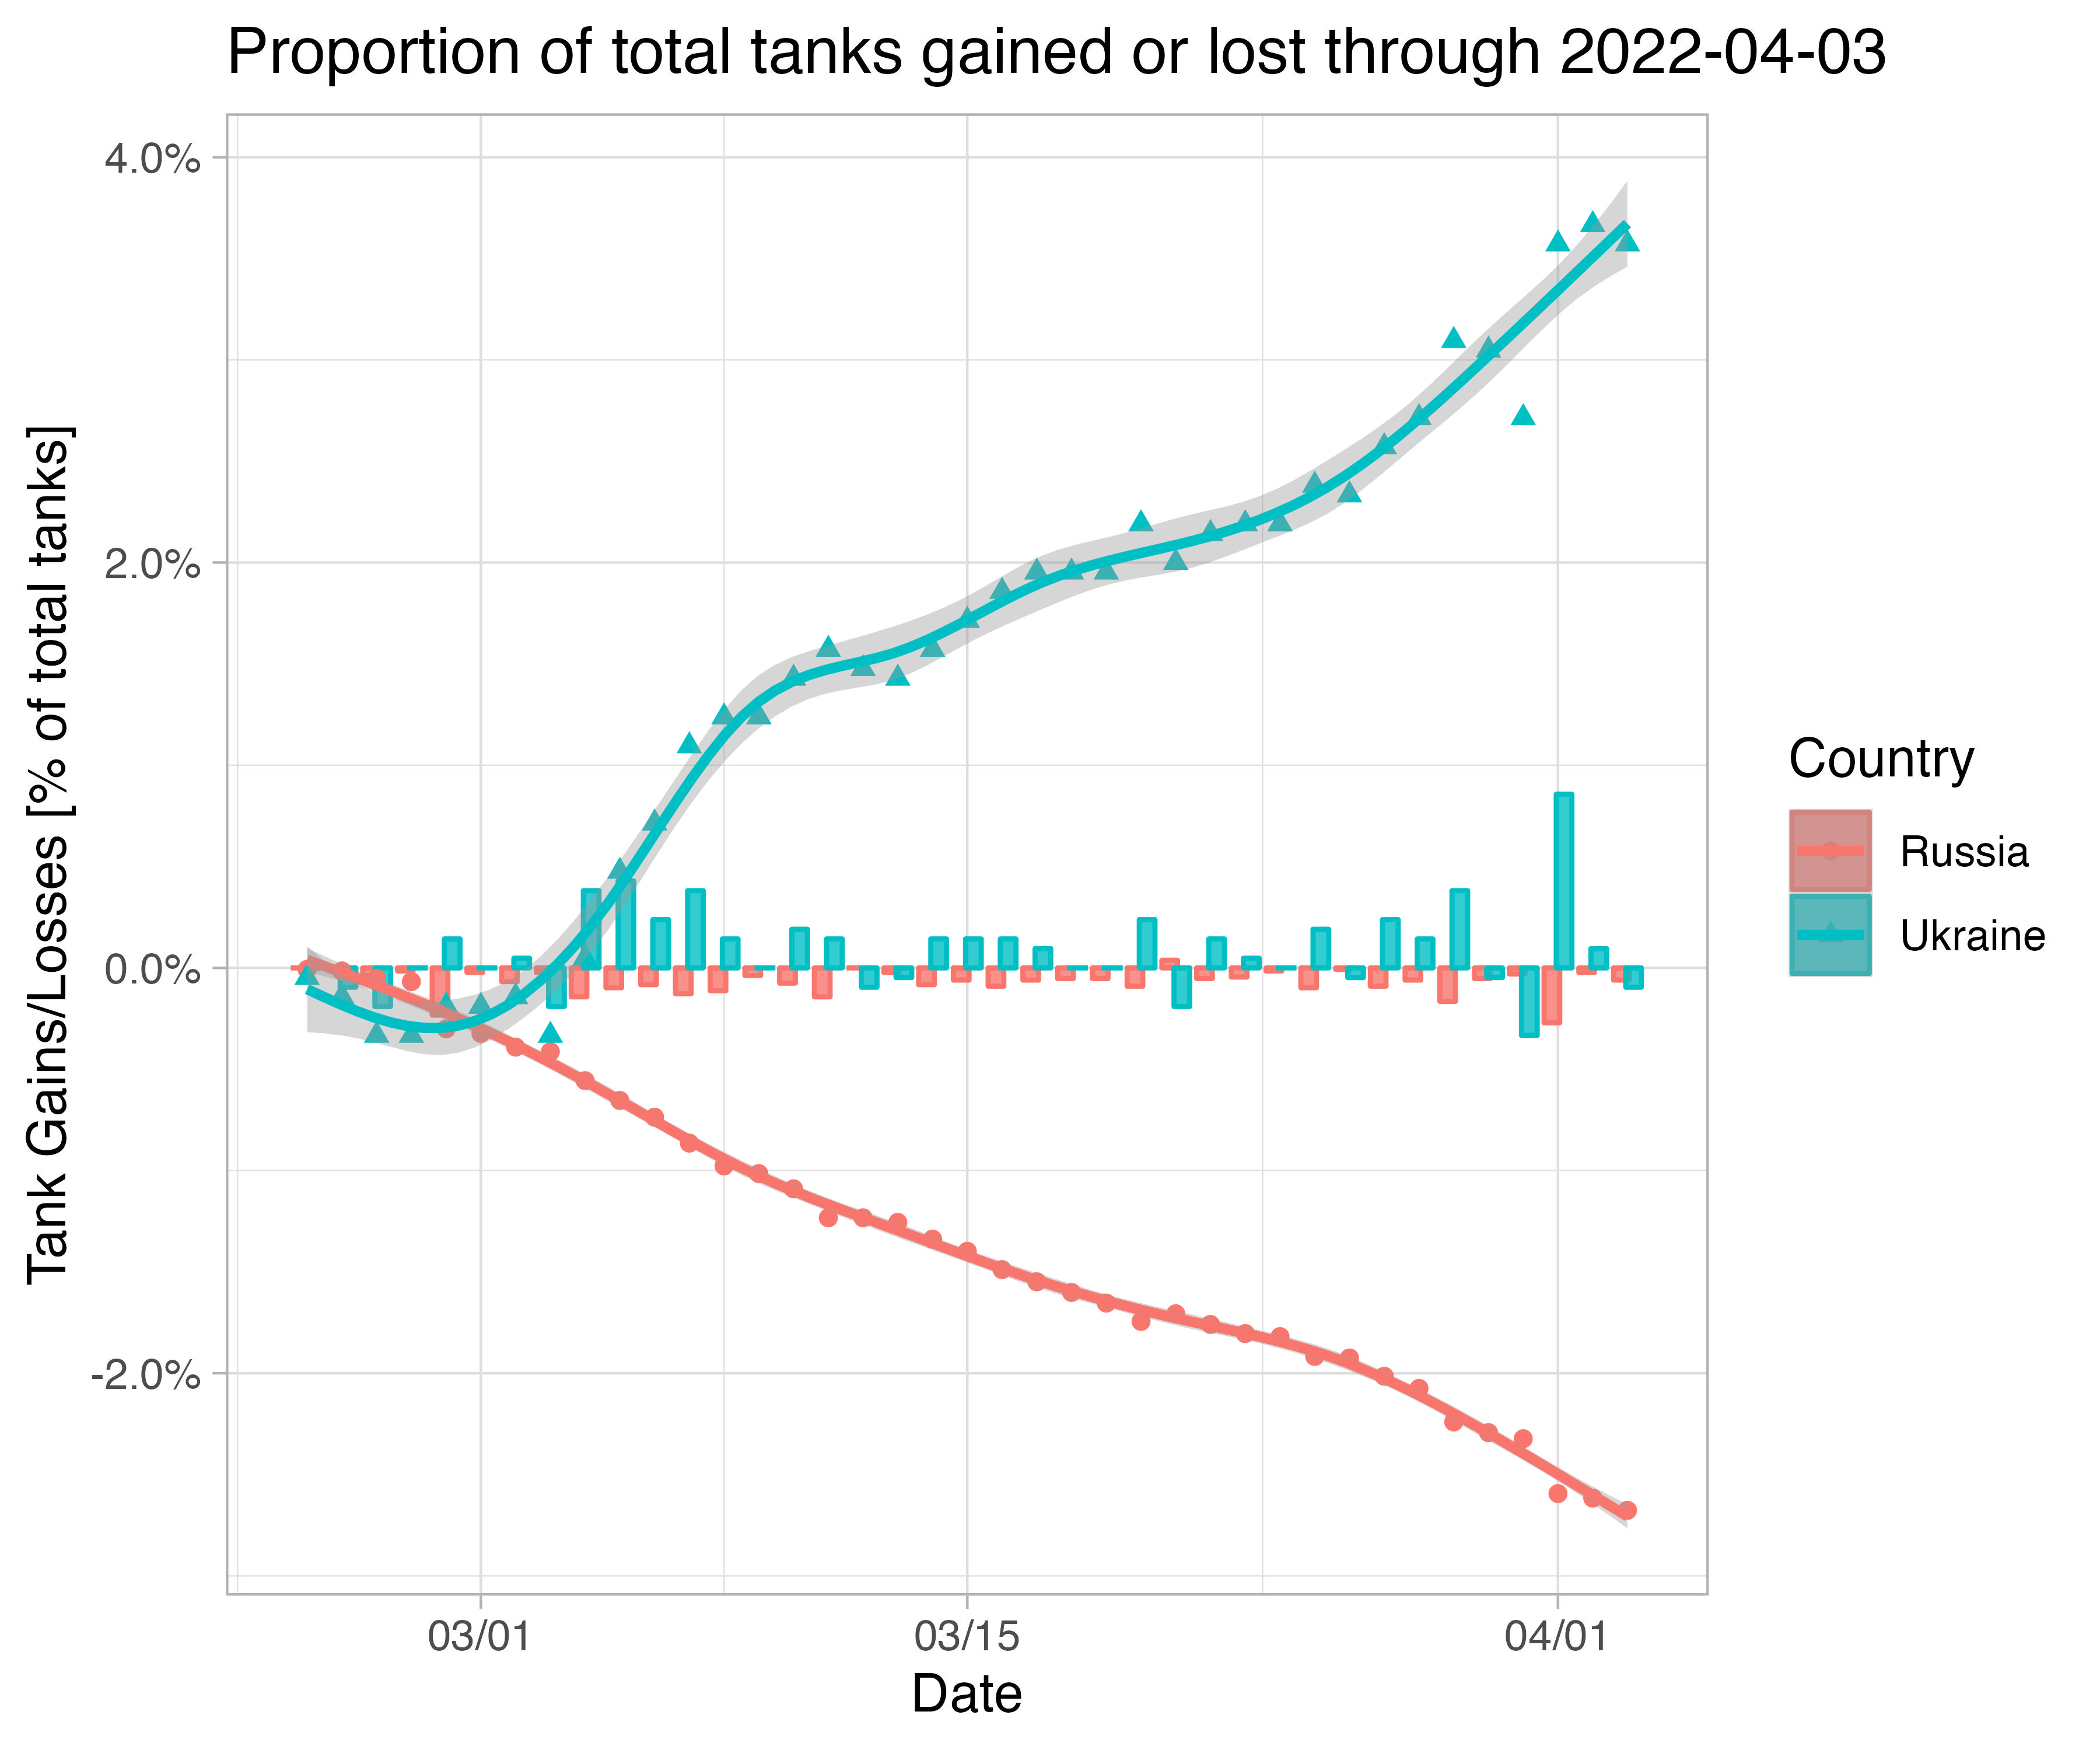 Proportion of total tanks gained or lost through 2022-04-03
Tank Gains/Losses [% of total tanks]
4.0%
2.0%
0.0%
-2.0%
03/01
03/15
04/01
Date
Country
Russia
Ukraine